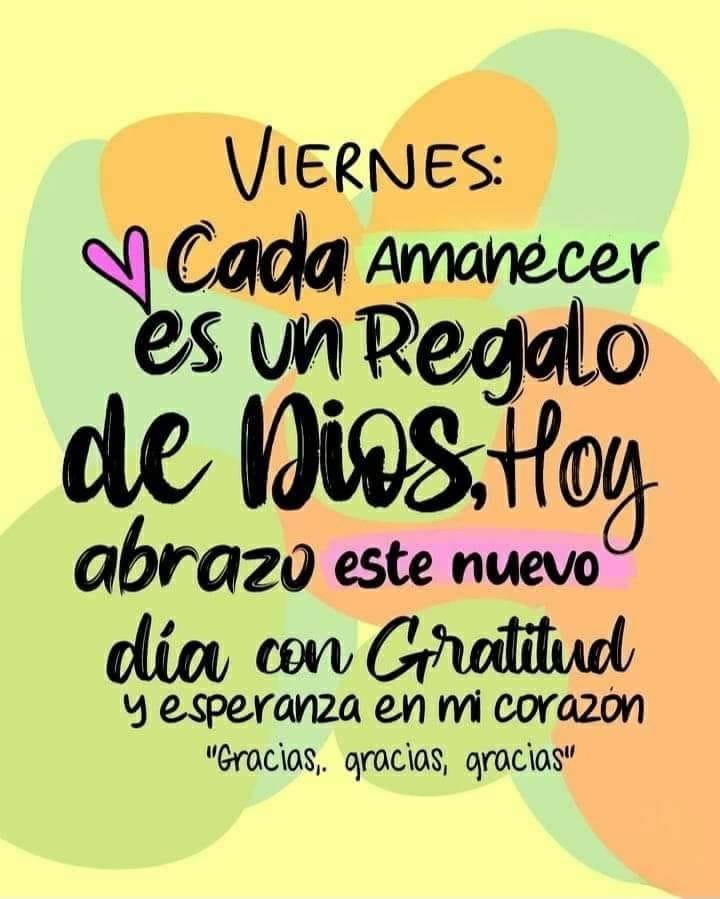 VIERNES:
Cada Amanécer
es un Regalo
de Dios, Hoy
abrazo este nuevo
día con Gratitud
y esperanza en mi corazón
"Gracias,. gracias, gracias"